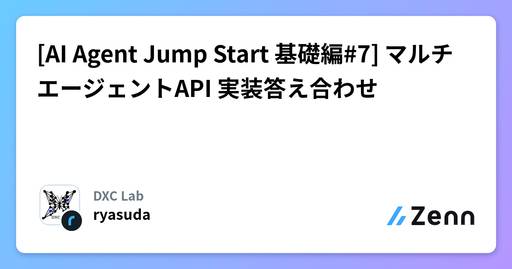 [AI Agent Jump Start 基礎編#7] マルチ
エージェントAPI 実装答え合わせ
DXC Lab
ryasuda
Zenn